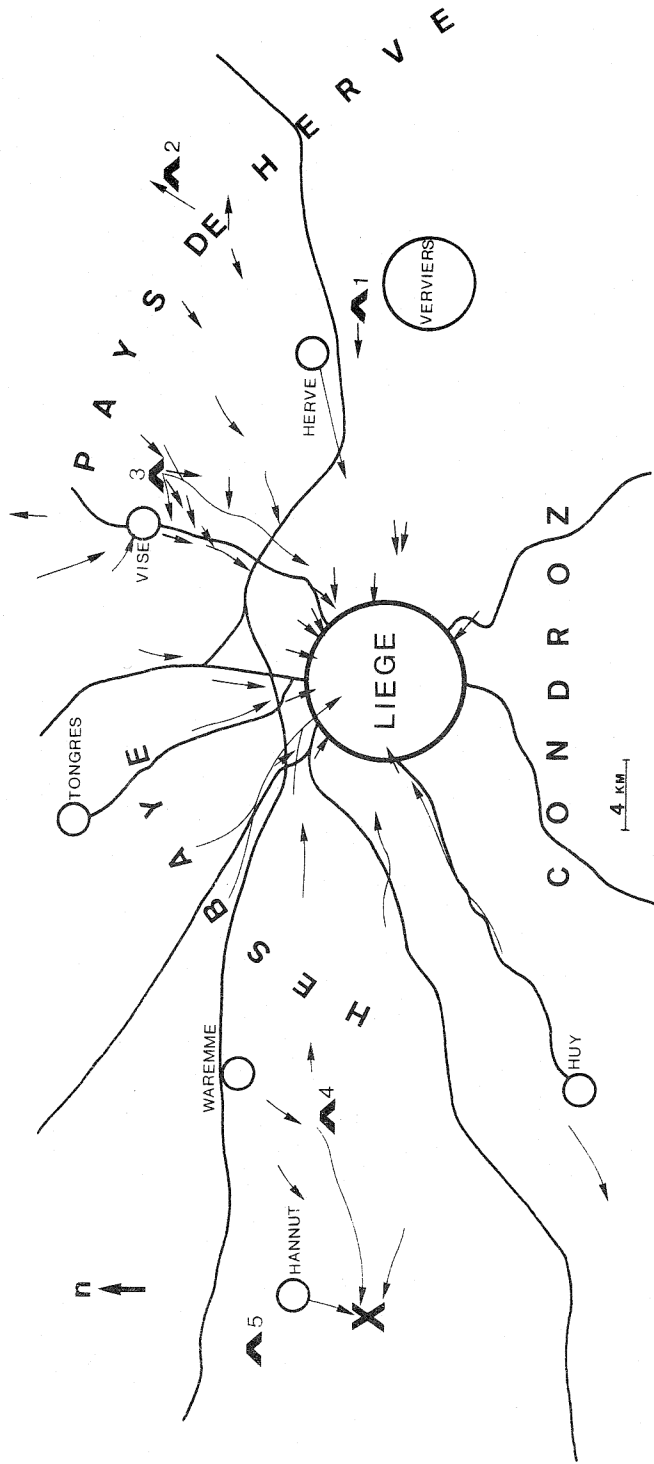 n
PAYS DE HERVE
2
3
1
VISE
HERVE
VERVIERS
TONGRES
HESBAYE
LIEGE
CONDROZ
4 KM
WAREMME
4
HUY
HANNUT
5
X